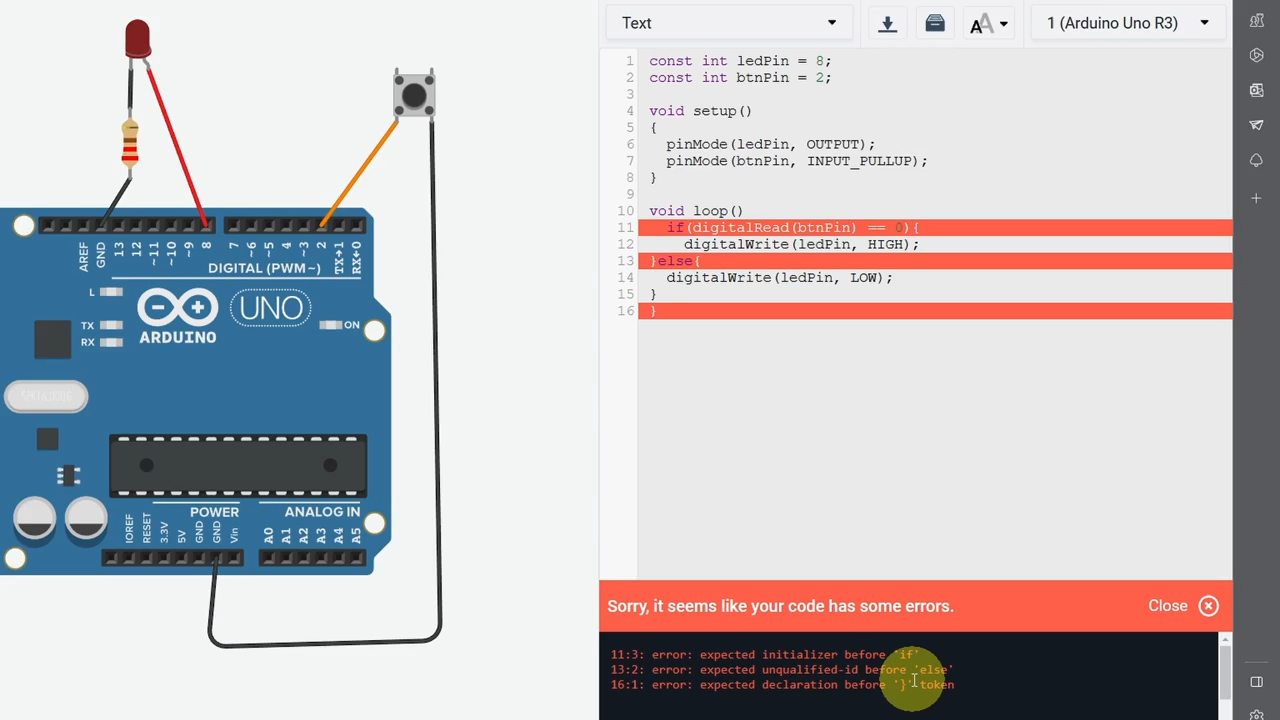 Text
1 (Arduino Uno R3)
1 const int ledPin = 8;
2 const int btnPin = 2;
3
4 void setup()
5 {
6 pinMode(ledPin, OUTPUT);
7 pinMode(btnPin, INPUT_PULLUP);
8 }
9
10 void loop()
11 if(digitalRead(btnPin) == 0){
12 digitalWrite(ledPin, HIGH);
13 }else{
14 digitalWrite(ledPin, LOW);
15 }
16 }
AREF
GND
13
12
~11
~10
~9
8
7
~6
~5
4
~3
2
TX→1
RX←0
DIGITAL (PWM~)
L
TX
RX
ARDUINO
UNO
ON
POWER
ANALOG IN
IOREF
RESET
3.3V
5V
GND
GND
Vin
A0
A1
A2
A3
A4
A5
Sorry, it seems like your code has some errors.
Close
11:3: error: expected initializer before 'if'
13:2: error: expected unqualified-id before 'else'
16:1: error: expected declaration before '}' token